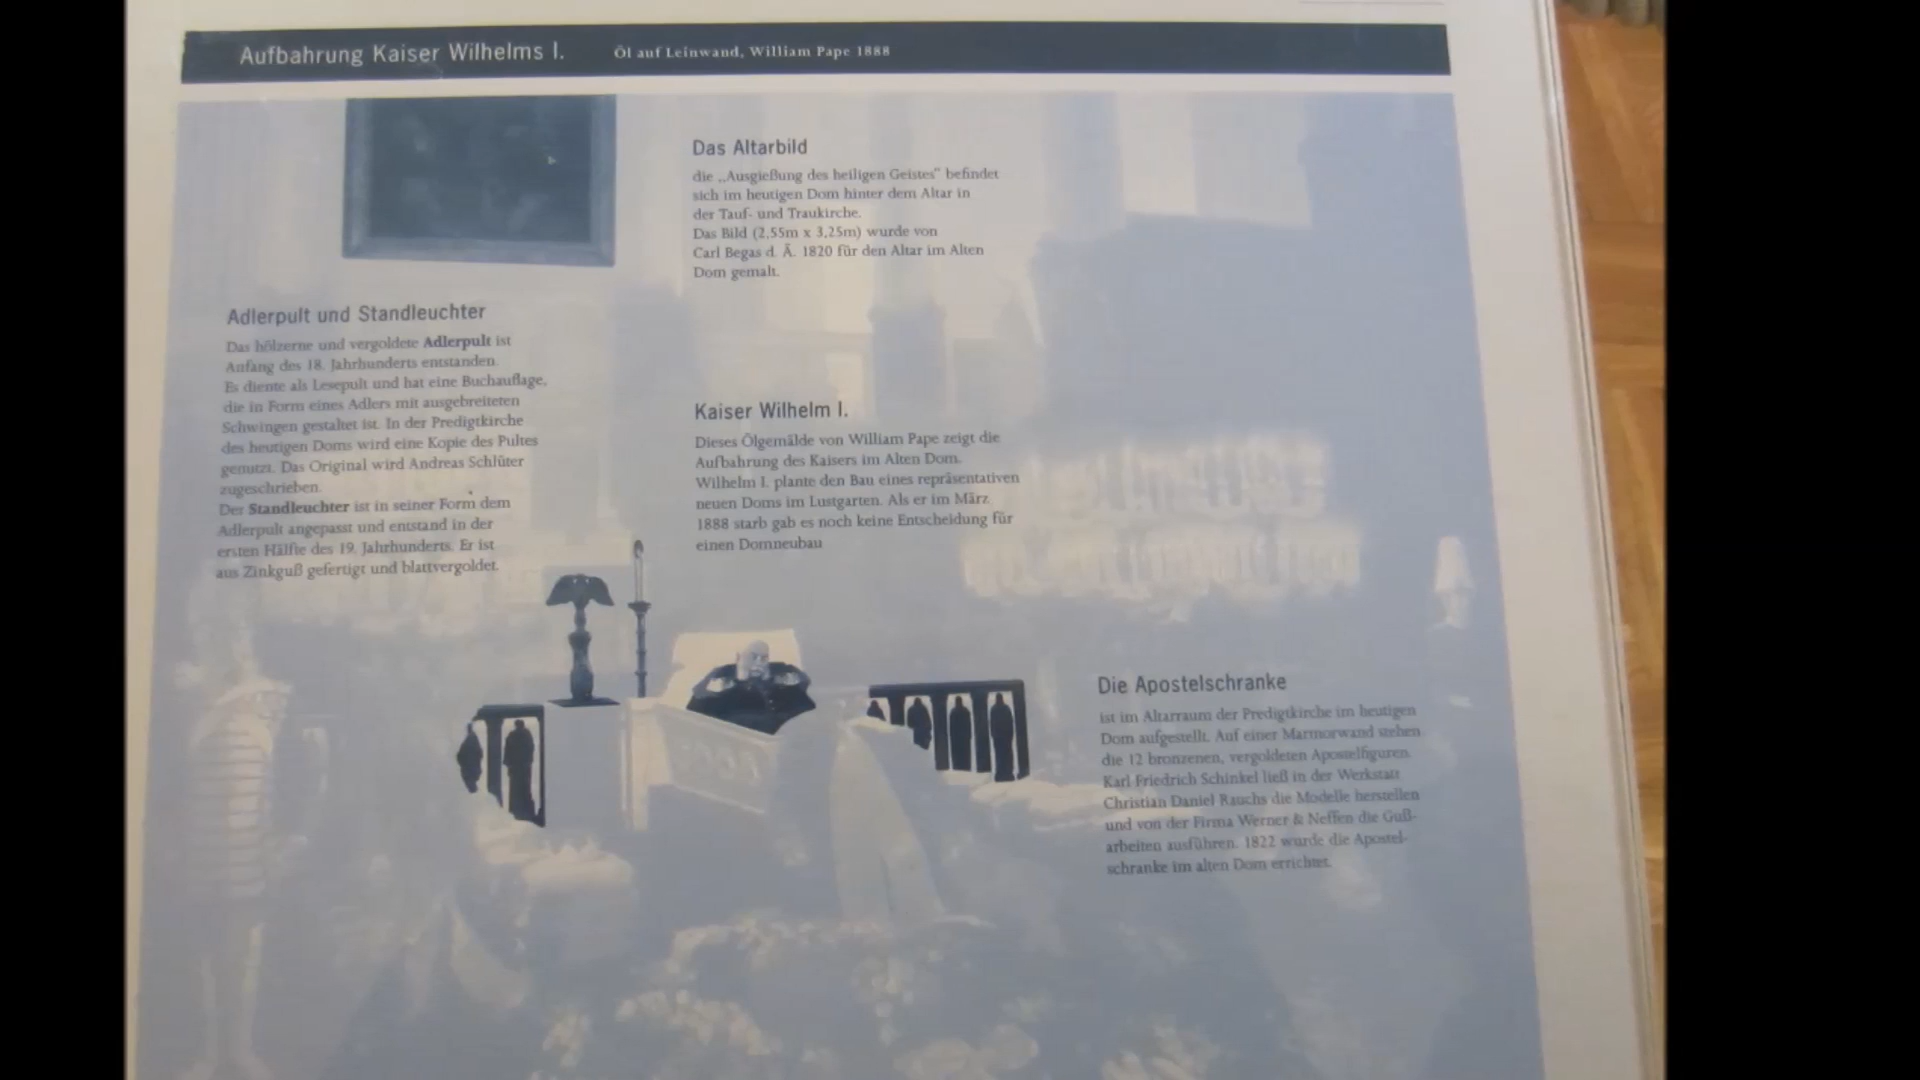 Aufbahrung Kaiser Wilhelms I. Öl auf Leinwand, William Pape 1888
Das Altarbild
die „Ausgießung des heiligen Geistes" befindet
sich im heutigen Dom hinter dem Altar in
der Tauf- und Traukirche.
Das Bild (2,55m x 3,25m) wurde von
Carl Begas d. Ä. 1820 für den Altar im Alten
Dom gemalt.
Adlerpult und Standleuchter
Das hölzerne und vergoldete Adlerpult ist
Anfang des 18. Jahrhunderts entstanden.
Es diente als Lesepult und hat eine Buchauflage,
die in Form eines Adlers mit ausgebreiteten
Schwingen gestaltet ist. In der Predigtkirche
des heutigen Doms wird eine Kopie des Pultes
genutzt. Das Original wird Andreas Schlüter
zugeschrieben.
Der Standleuchter ist in seiner Form dem
Adlerpult angepasst und entstand in der
ersten Hälfte des 19. Jahrhunderts. Er ist
aus Zinkguß gefertigt und blattvergoldet.
Kaiser Wilhelm I.
Dieses Ölgemälde von William Pape zeigt die
Aufbahrung des Kaisers im Alten Dom.
Wilhelm I. plante den Bau eines repräsentativen
neuen Doms im Lustgarten. Als er im März
1888 starb gab es noch keine Entscheidung für
einen Domneubau
Die Apostelschranke
ist im Altarraum der Predigtkirche im heutigen
Dom aufgestellt. Auf einer Marmorwand stehen
die 12 bronzenen, vergoldeten Apostelfiguren.
Karl Friedrich Schinkel ließ in der Werkstatt
Christian Daniel Rauchs die Modelle herstellen
und von der Firma Werner & Neffen die Guß-
arbeiten ausführen. 1822 wurde die Apostel-
schranke im alten Dom errichtet.